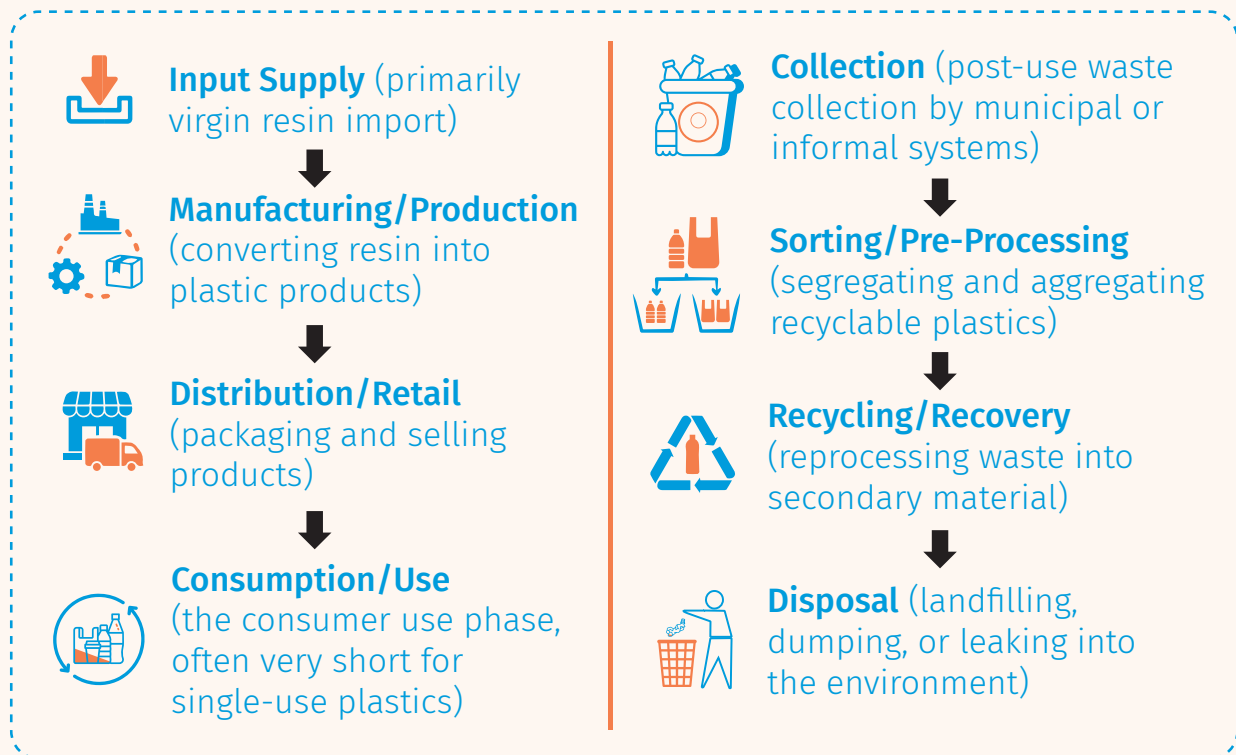 Input Supply (primarily
virgin resin import)
Manufacturing/Production
(converting resin into
plastic products)
Distribution/Retail
(packaging and selling
products)
Consumption/Use
(the consumer use phase,
often very short for
single-use plastics)
Collection (post-use waste
collection by municipal or
informal systems)
Sorting/Pre-Processing
(segregating and aggregating
recyclable plastics)
Recycling/Recovery
(reprocessing waste into
secondary material)
Disposal (landfilling,
dumping, or leaking into
the environment)